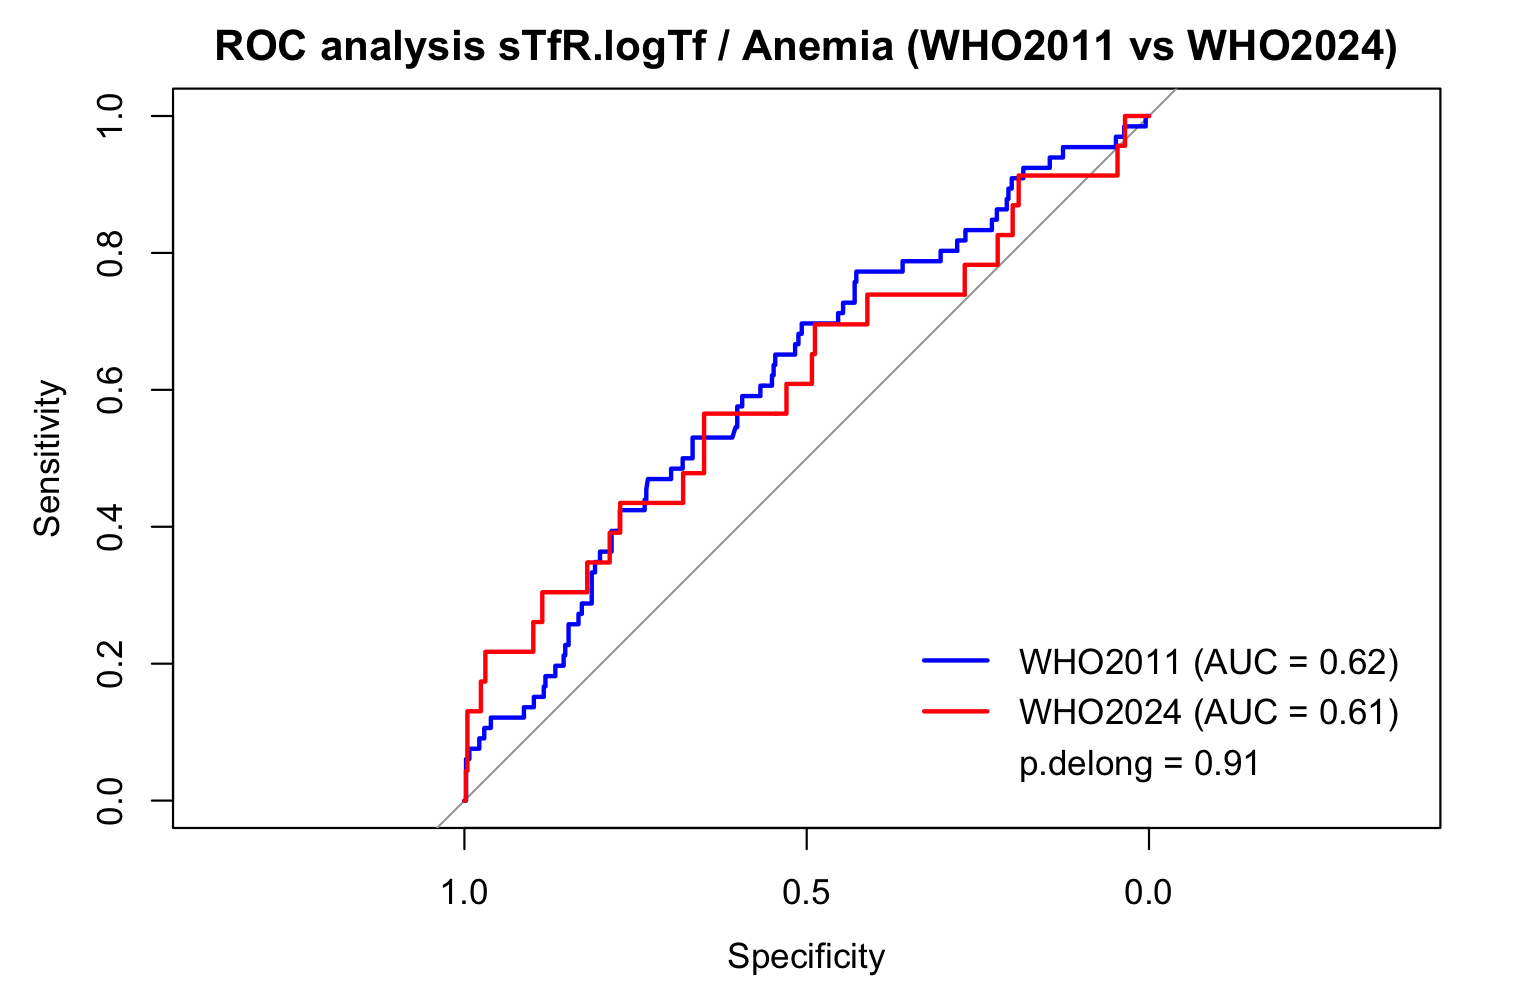 ROC analysis sTfR.logTf / Anemia (WHO2011 vs WHO2024)
Sensitivity
1.0
0.8
0.6
0.4
0.2
0.0
WHO2011 (AUC = 0.62)
WHO2024 (AUC = 0.61)
p.delong = 0.91
1.0 0.5 0.0
Specificity